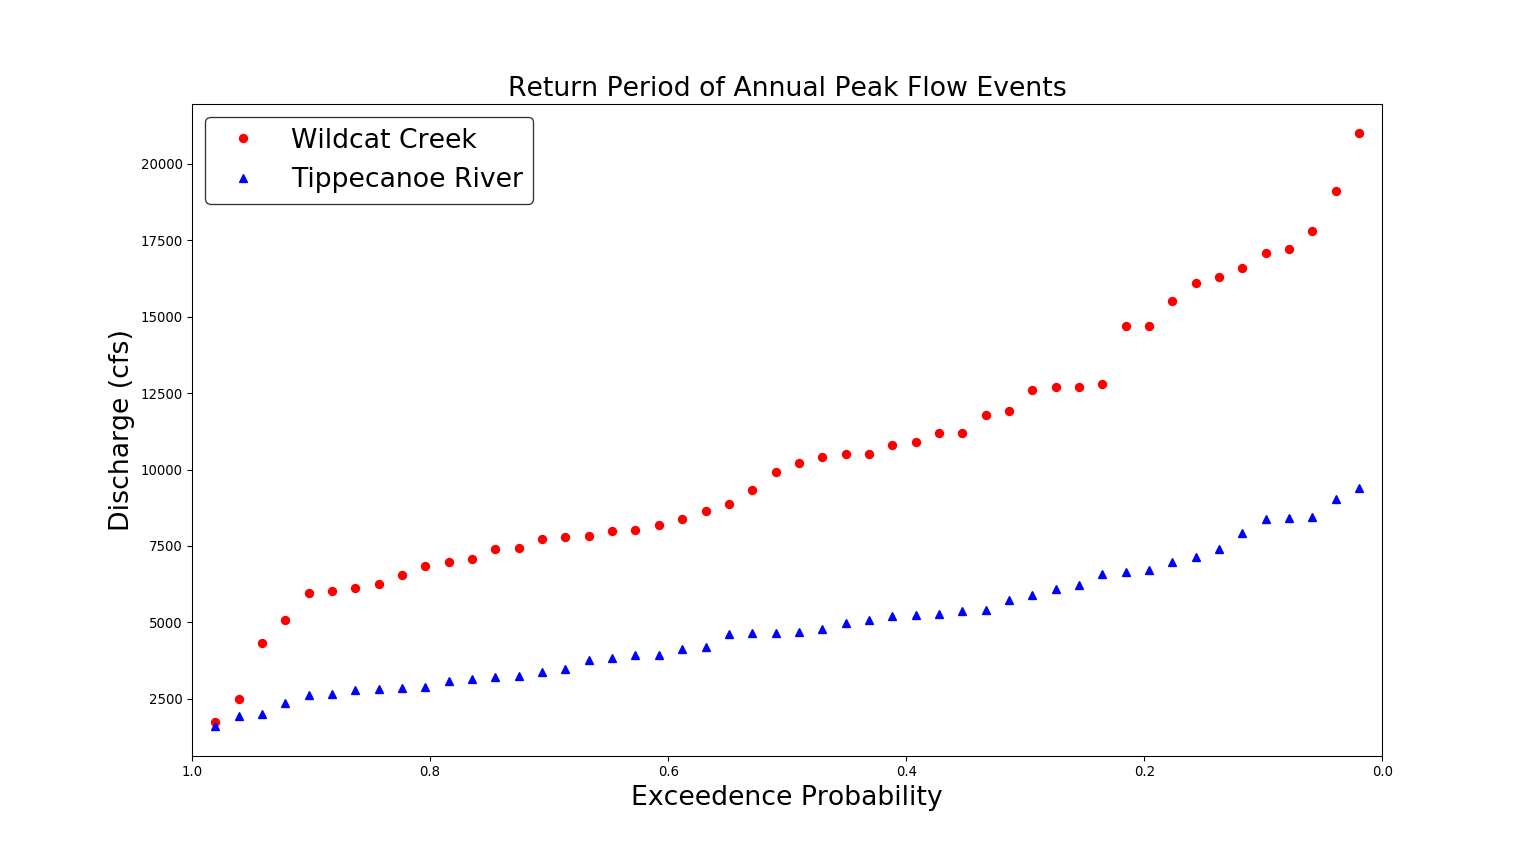 Return Period of Annual Peak Flow Events
Wildcat Creek
Tippecanoe River
20000
17500
15000
12500
10000
7500
5000
2500
Discharge (cfs)
1.0 0.8 0.6 0.4 0.2 0.0
Exceedence Probability